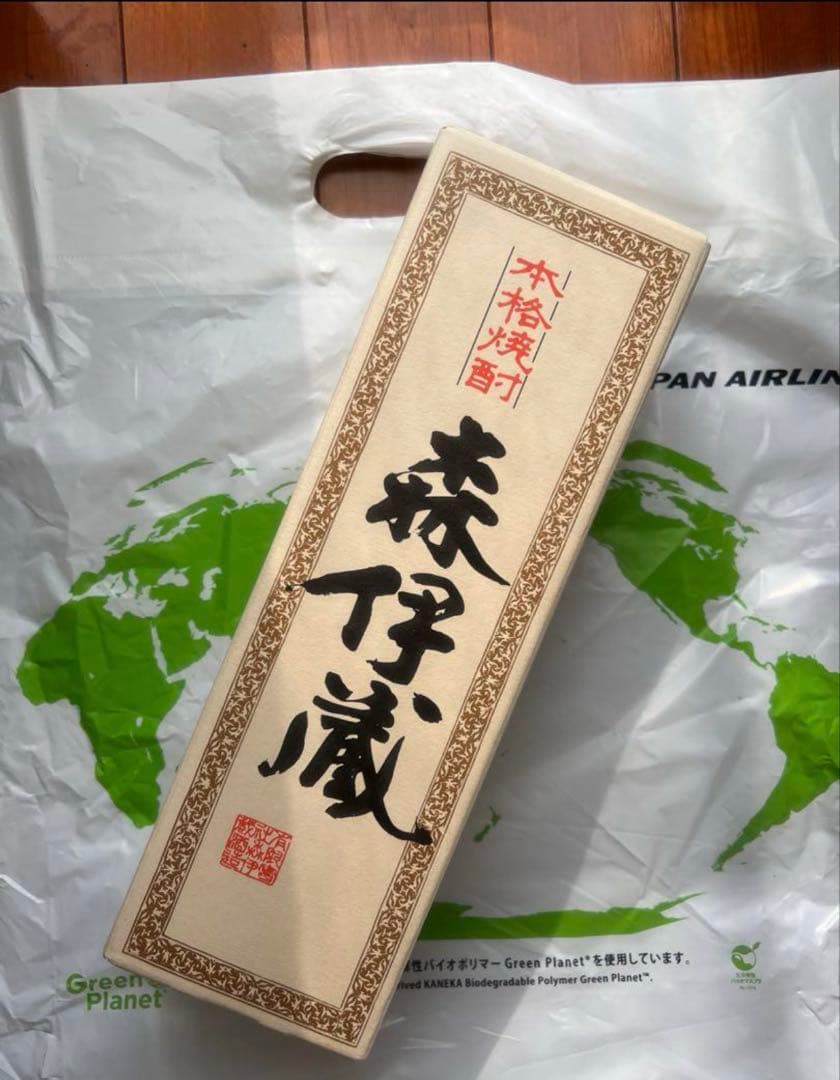 本格焼酎
森伊蔵
PAN AIRLIN
性バイオポリマー Green Planet®を使用しています。
rived KANEKA Biodegradable Polymer Green Planet™.
Green
Planet